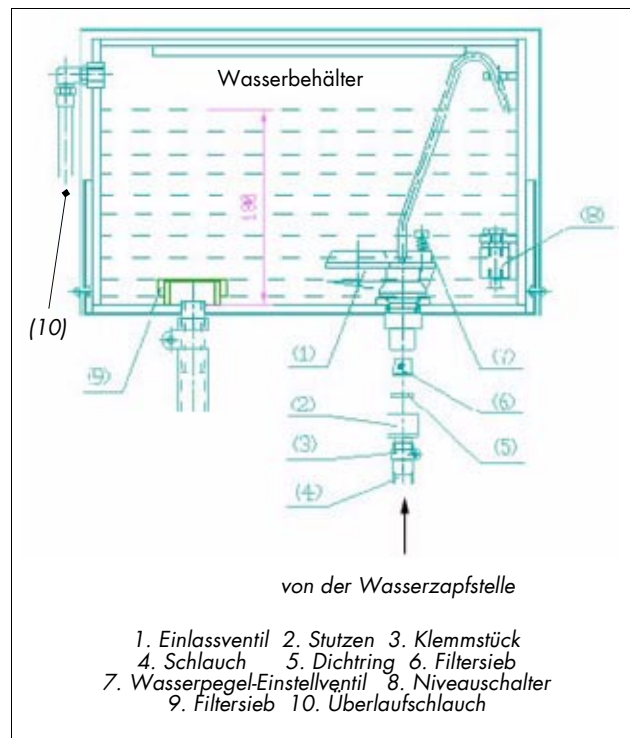 Wasserbehälter
(8)
(10)
(9)
(1)
(7)
(6)
(2)
(3)
(5)
(4)
von der Wasserzapfstelle
1. Einlassventil 2. Stutzen 3. Klemmstück
4. Schlauch 5. Dichtring 6. Filtersieb
7. Wasserpegel-Einstellventil 8. Niveauschalter
9. Filtersieb 10. Überlaufschlauch